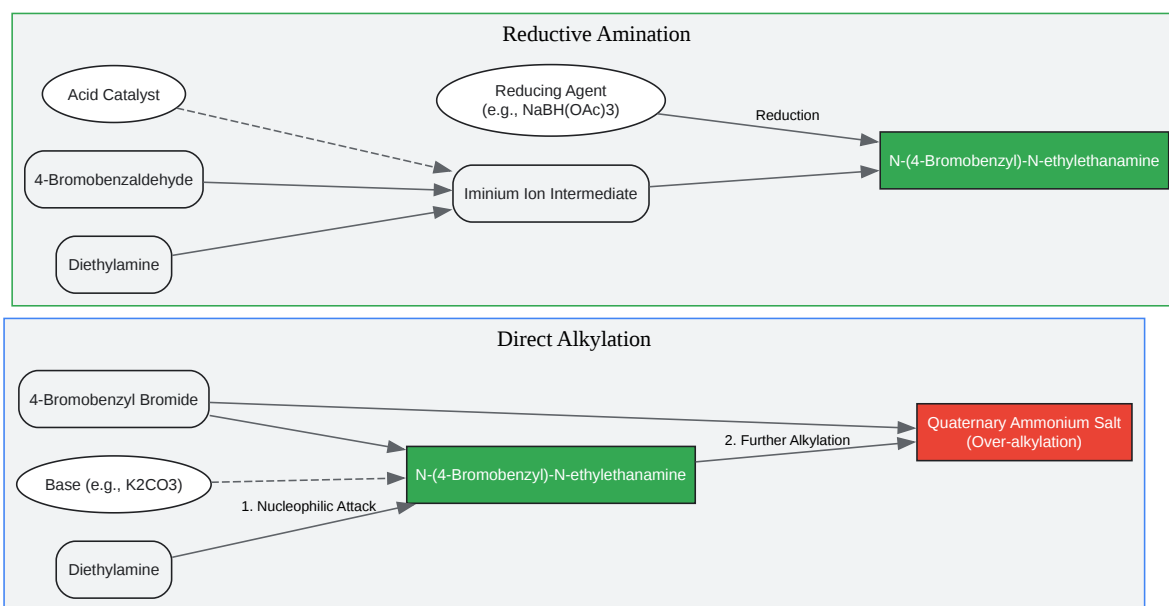 Reductive Amination
Acid Catalyst
Reducing Agent
(e.g., NaBH(OAc)3)
Reduction
N-(4-Bromobenzyl)-N-ethylethanamine
4-Bromobenzaldehyde
Iminium Ion Intermediate
Diethylamine
Direct Alkylation
4-Bromobenzyl Bromide
Quaternary Ammonium Salt
(Over-alkylation)
2. Further Alkylation
N-(4-Bromobenzyl)-N-ethylethanamine
Base (e.g., K2CO3)
1. Nucleophilic Attack
Diethylamine